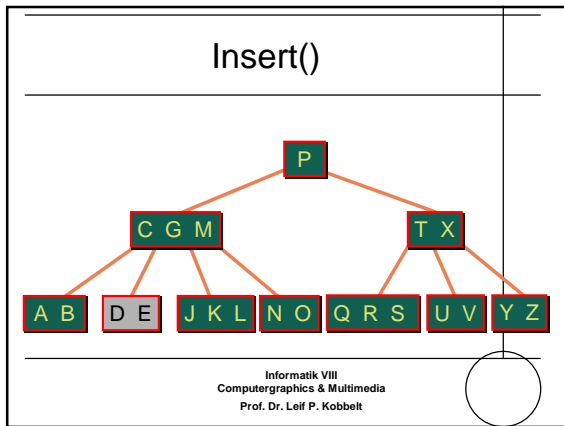 Insert()
P
C G M T X
A B D E J K L N O Q R S U V Y Z
Informatik VIII
Computergraphics & Multimedia
Prof. Dr. Leif P. Kobbelt